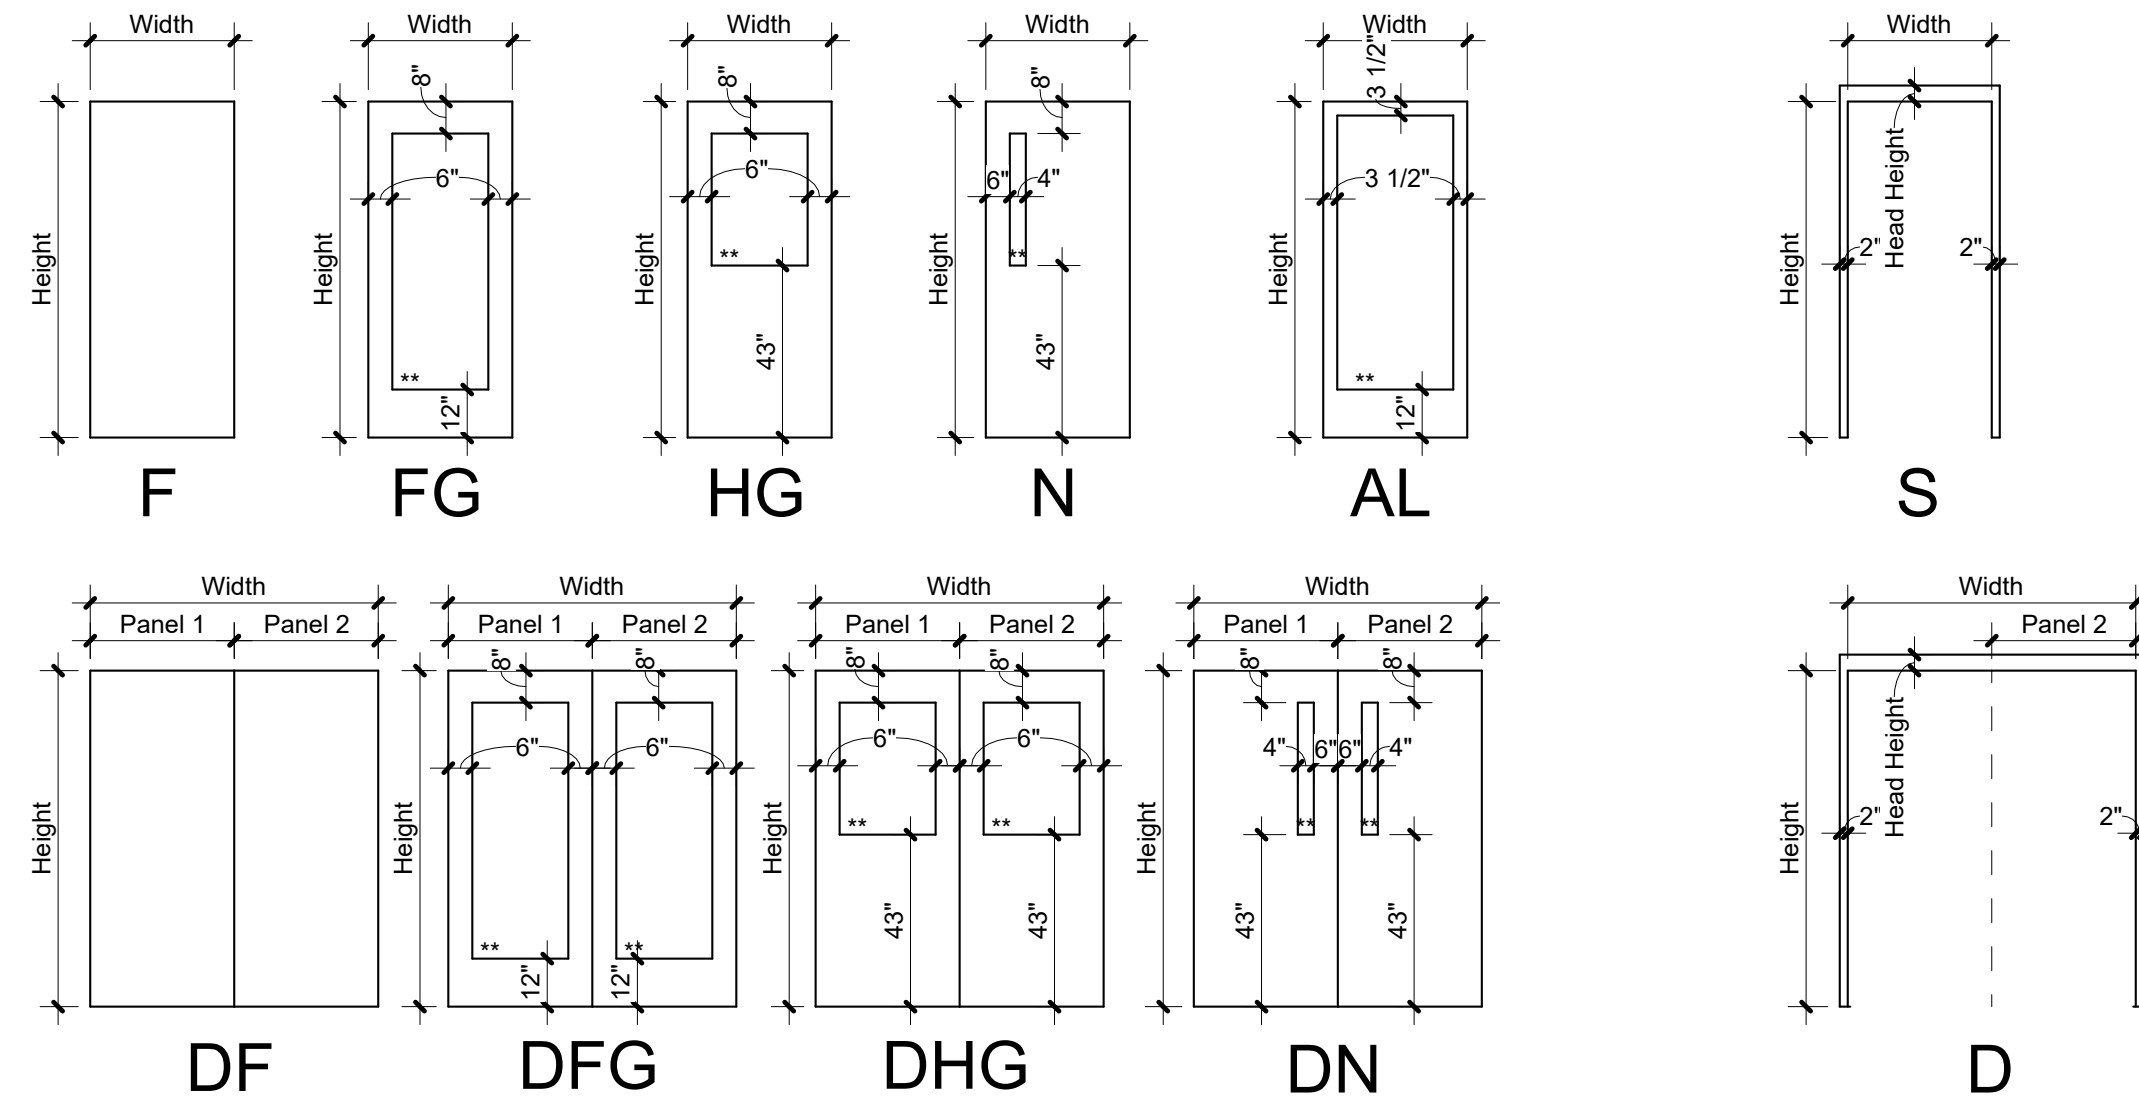 Width Width Width Width Width Width
8" 8" 8" 3 1/2"
6" 6" 6" 4" 3 1/2" Head Height
Height Height Height Height Height Height
** ** ** ** 2" 2"
12" 43" 43" 12"
F FG HG N AL S
Width Width Width Width Width
Panel 1 Panel 2 Panel 1 Panel 2 Panel 1 Panel 2 Panel 1 Panel 2 Panel 2
8" 8" 8" 8" 8" 8"
6" 6" 6" 6" 4" 6" 6" 4" Head Height
Height Height Height Height
** ** ** ** 2" 2"
** ** 43" 43" 43" 43"
12" 12"
DF DFG DHG DN D